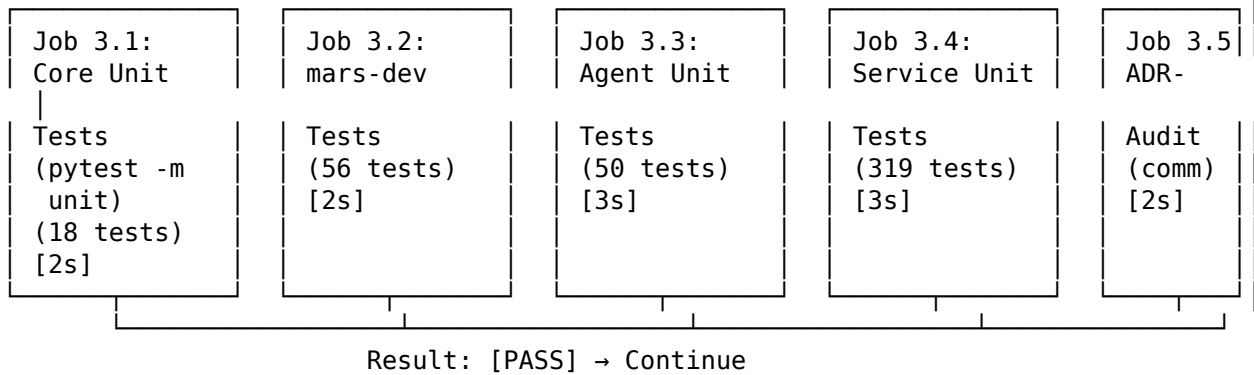 Job 3.1: Job 3.2: Job 3.3: Job 3.4: Job 3.5
Core Unit mars-dev Agent Unit Service Unit ADR-
Tests Tests Tests Tests Audit
(pytest -m (56 tests) (50 tests) (319 tests) (comm)
unit) [2s] [3s] [3s] [2s]
(18 tests)
[2s]
Result: [PASS] → Continue